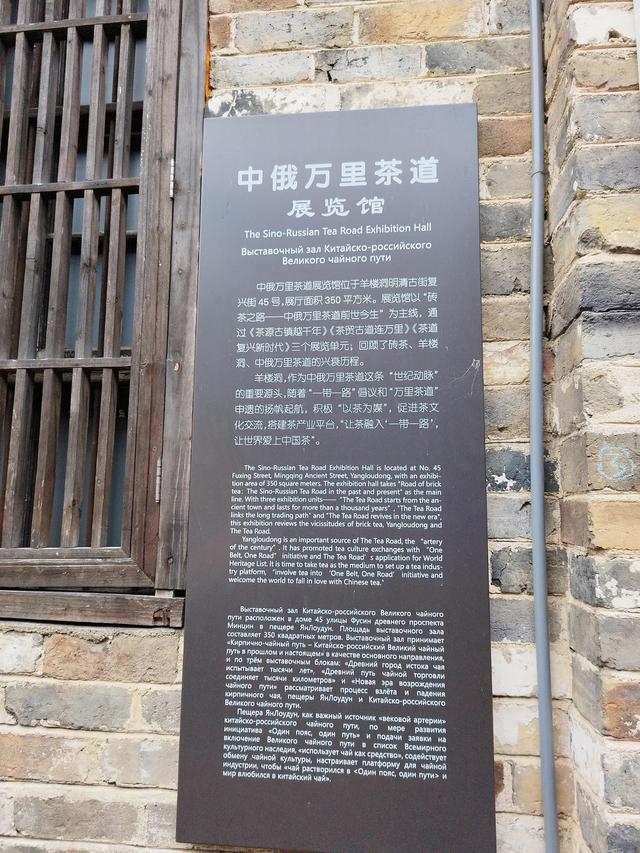 中俄万里茶道
展览馆
The Sino-Russian Tea Road Exhibition Hall
Выставочный зал Китайско-российского
Великого чайного пути
中俄万里茶道展览馆位于羊楼洞明清古街复
兴街 45 号，展厅面积 350 平方米。展览馆以“砖
茶之路——中俄万里茶道前世今生”为主线，通
过《茶源古镇越千年》《茶贸古道连万里》《茶道
复兴新时代》三个展览单元；回顾了砖茶、羊楼
洞、中俄万里茶道的兴衰历程。
羊楼洞，作为中俄万里茶道这条“世纪动脉”
的重要源头，随着“一带一路”倡议和“万里茶道”
申遗的扬帆起航，积极“以茶为媒”，促进茶文
化交流，搭建茶产业平台，“让茶融入‘一带一路’，
让世界爱上中国茶”。
The Sino-Russian Tea Road Exhibition Hall is located at No. 45
Fuxing Street, Mingqing Ancient Street, Yangloudong, with an exhibi-
tion area of 350 square meters. The exhibition hall takes "Road of brick
tea: The Sino-Russian Tea Road in the past and present" as the main
line. With three exhibition units—— "The Tea Road starts from the an-
cient town and lasts for more than a thousand years" , "The Tea Road
links the long trading path" and "The Tea Road revives in the new era",
this exhibition reviews the vicissitudes of brick tea, Yangloudong and
The Tea Road.
Yangloudong is an important source of The Tea Road, the "artery
of the century" . It has promoted tea culture exchanges with "One
Belt, One Road' initiative and The Tea Road' s application for World
Heritage List. It is time to take tea as the medium to set up a tea indus-
try platform, "involve tea into 'One Belt, One Road' initiative and
welcome the world to fall in love with Chinese tea."
Выставочный зал Китайско-российского Великого чайного
пути расположен в доме 45 улицы Фусин древнего проспекта
Минцин в пещере ЯнЛоудун. Площадь выставочного зала
составляет 350 квадратных метров. Выставочный зал принимает
«Кирпично-чайный путь – Китайско-российский Великий чайный
путь в прошлом и настоящем» в качестве основного направления,
и по трём выставочным блокам: «Древний город истока чая
испытывает тысячи лет», «Древний путь чайной торговли
соединяет тысячи километров» и «Новая эра возрождения
чайного пути» рассматривает процесс взлёта и падения
кирпичного чая, пещеры ЯнЛоудун и Китайско-российского
Великого чайного пути.
Пещера ЯнЛоудун, как важный источник «вековой артерии»
китайско-российского чайного пути, по мере развития
инициатива «Один пояс, один путь» и подачи заявки на
включение Великого чайного пути в список Всемирного
культурного наследия, «использует чай как средство», содействует
обмену чайной культуры, настраивает платформу для чайной
индустрии, чтобы «чай растворился в «Один пояс, один пути» и
мир влюбился в китайский чай».